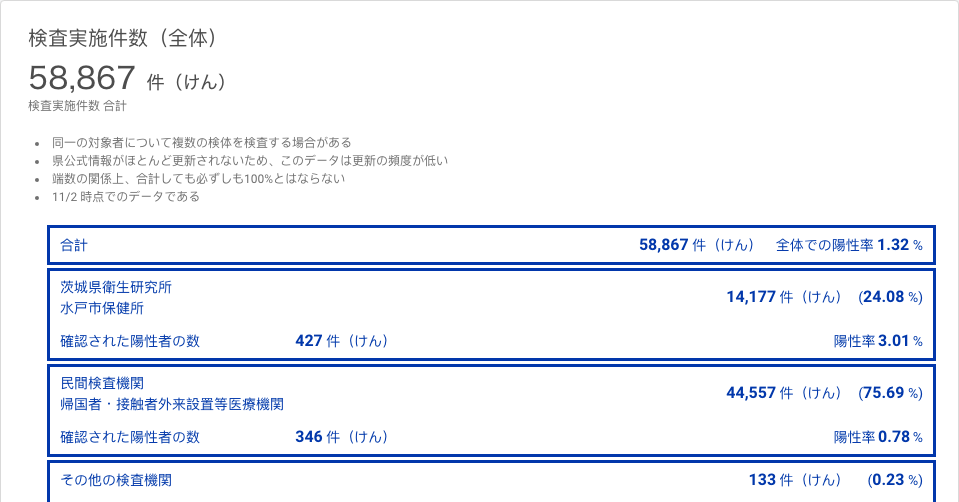 検査実施件数（全体）
58,867 件（けん）
検査実施件数 合計
同一の対象者について複数の検体を検査する場合がある
県公式情報がほとんど更新されないため、このデータは更新の頻度が低い
端数の関係上、合計しても必ずしも100%とはならない
11/2 時点でのデータである
合計 58,867 件（けん） 全体での陽性率 1.32 %
茨城県衛生研究所
水戸市保健所
14,177 件（けん） (24.08 %)
確認された陽性者の数 427 件（けん） 陽性率 3.01 %
民間検査機関
帰国者・接触者外来設置等医療機関
44,557 件（けん） (75.69 %)
確認された陽性者の数 346 件（けん） 陽性率 0.78 %
その他の検査機関 133 件（けん） (0.23 %)